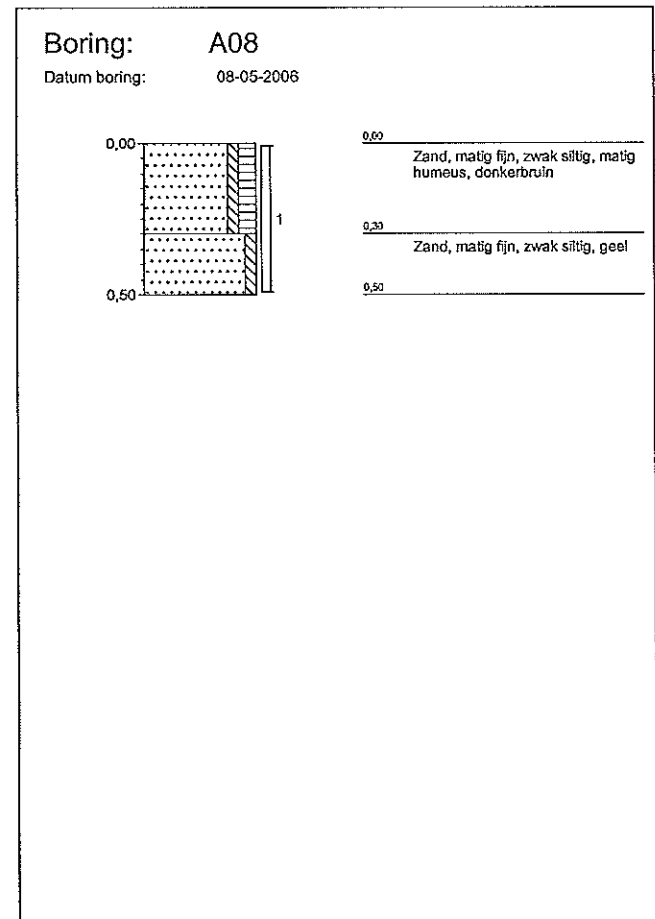 Boring: A08
Datum boring: 08-05-2006
0,00
1
0,50
0,00
Zand, matig fijn, zwak siltig, matig
humeus, donkerbruin
0,30
Zand, matig fijn, zwak siltig, geel
0,50